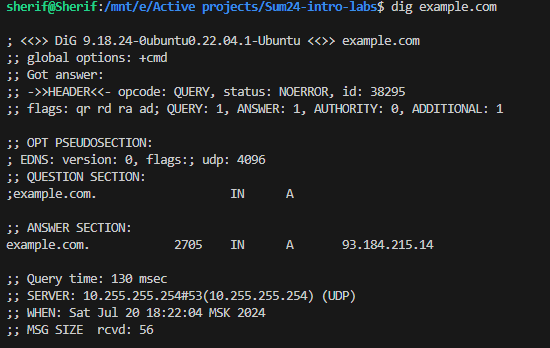 sherif@Sherif:/mnt/e/Active projects/Sum24-intro-labs$ dig example.com
; <<>> DiG 9.18.24-0ubuntu0.22.04.1-Ubuntu <<>> example.com
;; global options: +cmd
;; Got answer:
;; ->>HEADER<<- opcode: QUERY, status: NOERROR, id: 38295
;; flags: qr rd ra ad; QUERY: 1, ANSWER: 1, AUTHORITY: 0, ADDITIONAL: 1
;; OPT PSEUDOSECTION:
; EDNS: version: 0, flags:; udp: 4096
;; QUESTION SECTION:
;example.com. IN A
;; ANSWER SECTION:
example.com. 2705 IN A 93.184.215.14
;; Query time: 130 msec
;; SERVER: 10.255.255.254#53(10.255.255.254) (UDP)
;; WHEN: Sat Jul 20 18:22:04 MSK 2024
;; MSG SIZE rcvd: 56